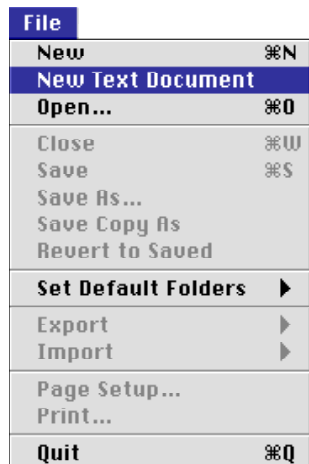 File
New ⌘N
New Text Document
Open... ⌘O
Close ⌘W
Save ⌘S
Save As...
Save Copy As
Revert to Saved
Set Default Folders ▶
Export ▶
Import ▶
Page Setup...
Print...
Quit ⌘Q